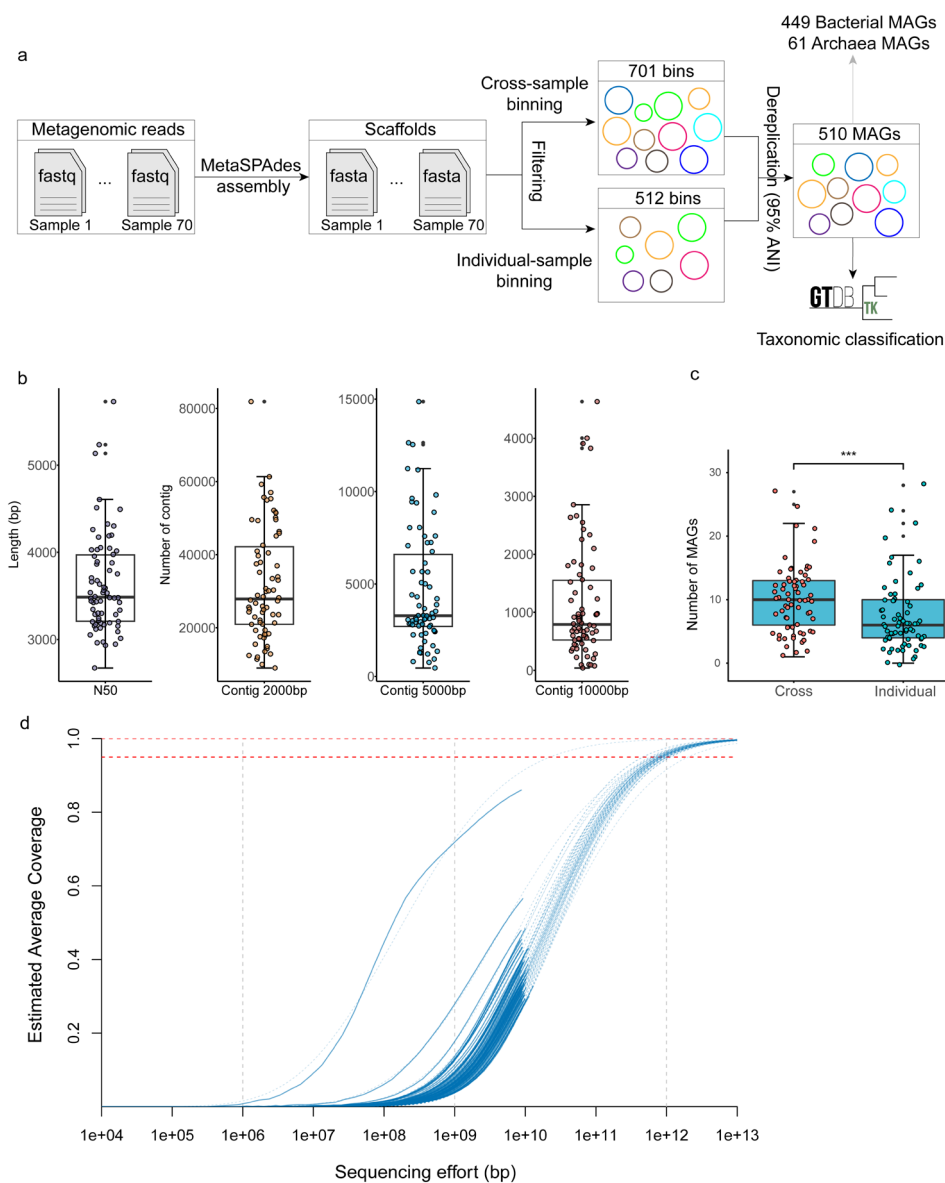 449 Bacterial MAGs
61 Archaea MAGs
a
Metagenomic reads
fastq
...
fastq
Sample 1
Sample 70
MetaSPAdes
assembly
Scaffolds
fasta
...
fasta
Sample 1
Sample 70
Filtering
Cross-sample
binning
701 bins
Individual-sample
binning
512 bins
Dereplication (95% ANI)
510 MAGs
GTDB
TK
Taxonomic classification
b
Length (bp)
5000
4000
3000
N50
Number of contig
80000
60000
40000
20000
Contig 2000bp
15000
10000
5000
0
Contig 5000bp
4000
3000
2000
1000
0
Contig 10000bp
c
***
Number of MAGs
30
20
10
0
Cross
Individual
d
Estimated Average Coverage
1.0
0.8
0.6
0.4
0.2
1e+04
1e+05
1e+06
1e+07
1e+08
1e+09
1e+10
1e+11
1e+12
1e+13
Sequencing effort (bp)